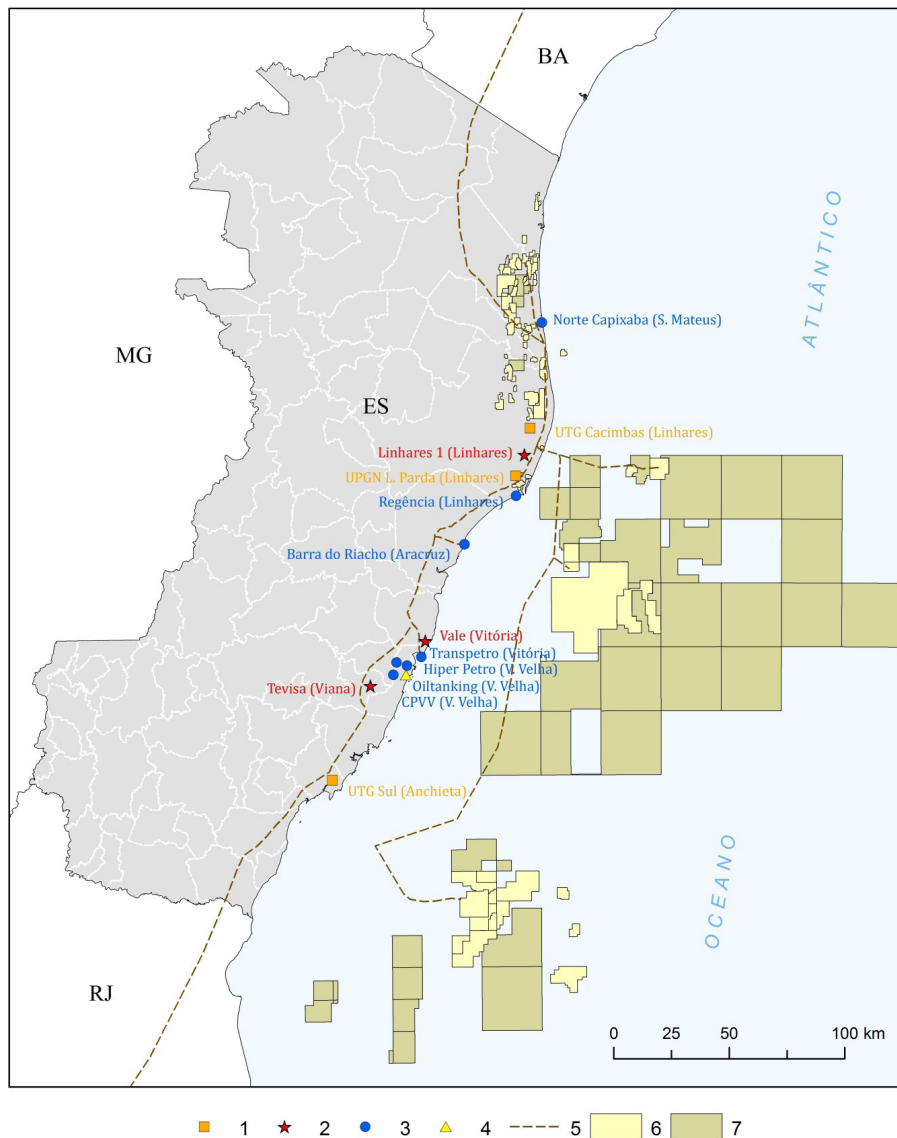 BA
ATLÂNTICO
Norte Capixaba (S. Mateus)
MG
ES
UTG Cacimbas (Linhares)
Linhares 1 (Linhares)
UPGN L. Parda (Linhares)
Regência (Linhares)
Barra do Riacho (Aracruz)
Vale (Vitória)
Transpetro (Vitória)
Hiper Petro (V. Velha)
Tevisa (Viana)
Oiltanking (V. Velha)
CPVV (V. Velha)
UTG Sul (Anchieta)
OCEANO
RJ
0 25 50 100 km
1 2 3 4 5 6 7